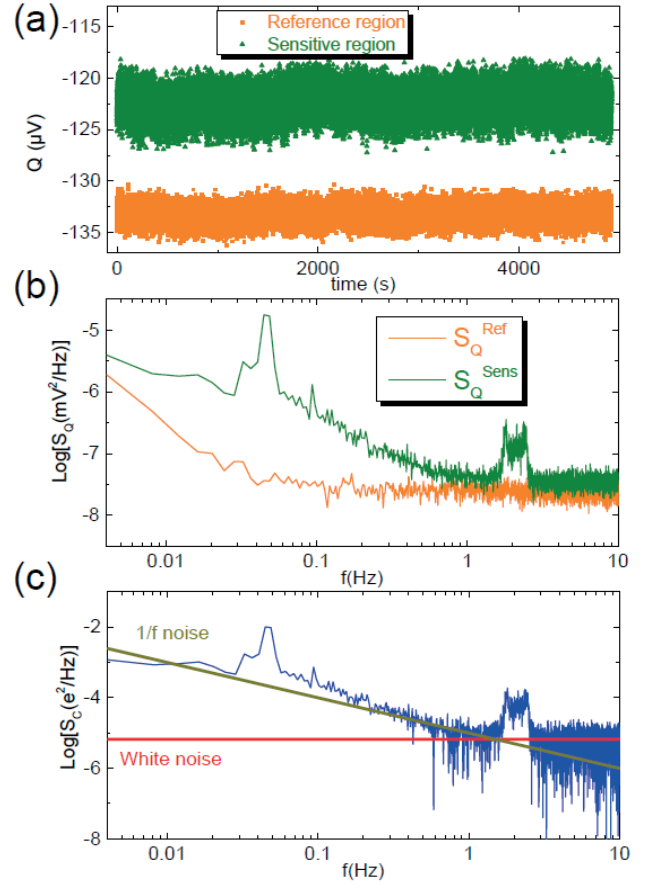 (a)
-115
Reference region
Sensitive region
-120
-125
-130
-135
Q (µV)
0
2000
4000
time (s)
(b)
-5
-6
-7
-8
Log[S_Q(mV²/Hz)]
S_Q^Ref
S_Q^Sens
0.01
0.1
1
10
f(Hz)
(c)
-2
-4
-6
-8
Log[S_C(e²/Hz)]
1/f noise
White noise
0.01
0.1
1
10
f(Hz)